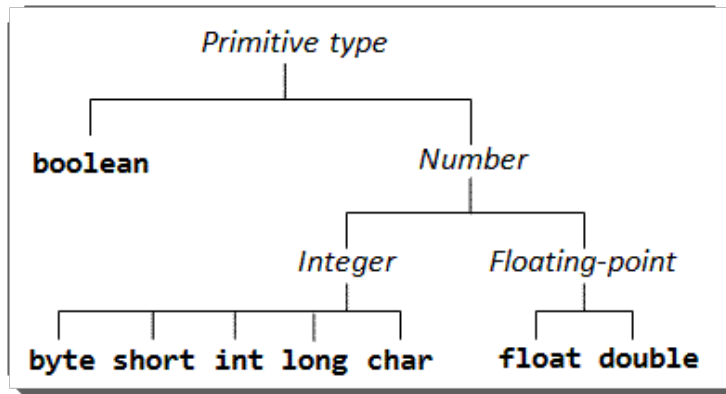 Primitive type
boolean
Number
Integer
Floating-point
byte short int long char
float double